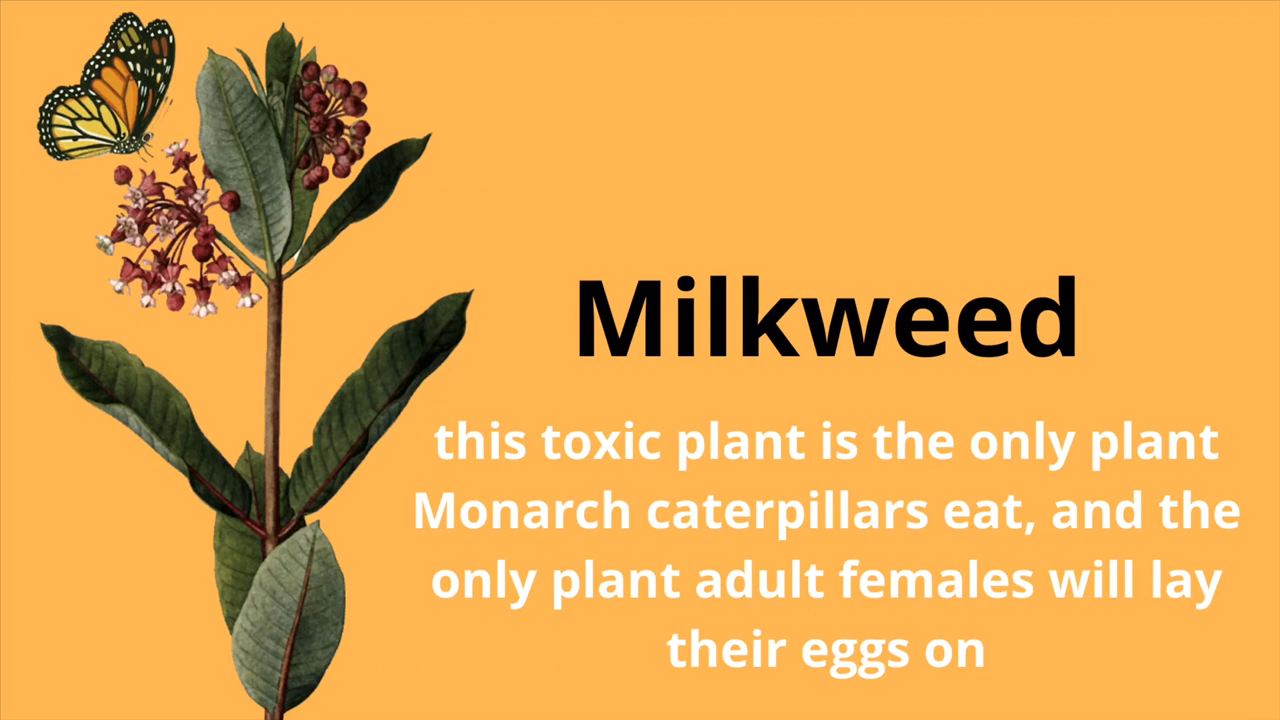 Milkweed
this toxic plant is the only plant
Monarch caterpillars eat, and the
only plant adult females will lay
their eggs on